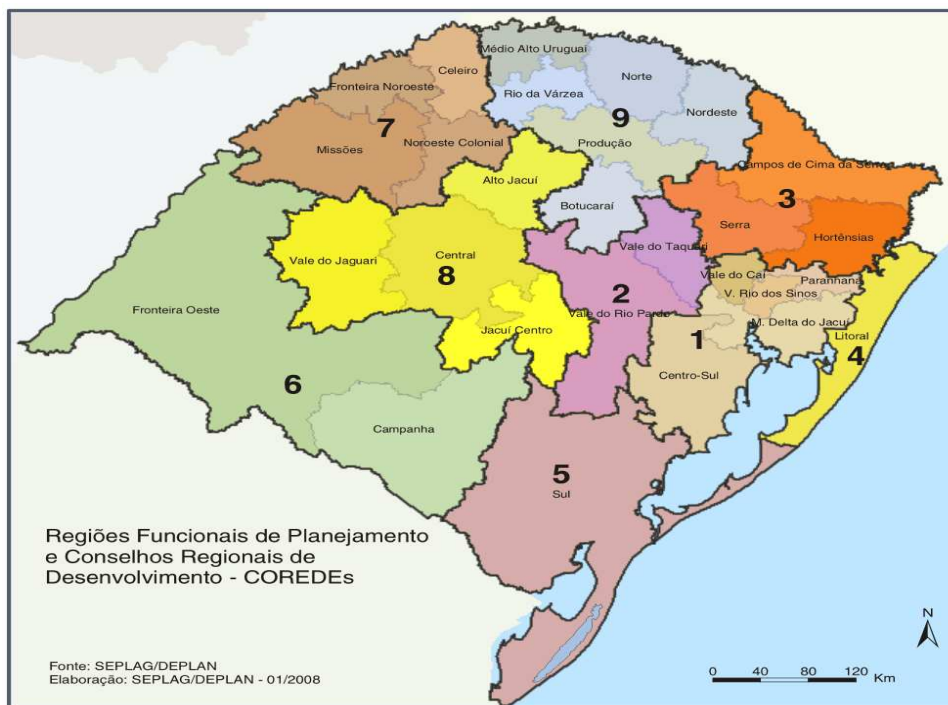 Médio Alto Uruguai
Celeiro
Norte
Fronteira Noroeste
Rio da Várzea
Nordeste
7
9
Missões
Noroeste Colonial
Produção
Campos de Cima da Serra
Alto Jacuí
3
Botucaraí
Serra
Hortênsias
Vale do Taquari
Vale do Jaguari
Central
Vale do Caí
Paranhana
8
2
V. Rio dos Sinos
Fronteira Oeste
Vale do Rio Pardo
Jacuí Centro
M. Delta do Jacuí
1
Litoral
4
Centro-Sul
6
Campanha
5
Sul
Regiões Funcionais de Planejamento
e Conselhos Regionais de
Desenvolvimento - COREDEs
Fonte: SEPLAG/DEPLAN
Elaboração: SEPLAG/DEPLAN - 01/2008
N
0 40 80 120
Km